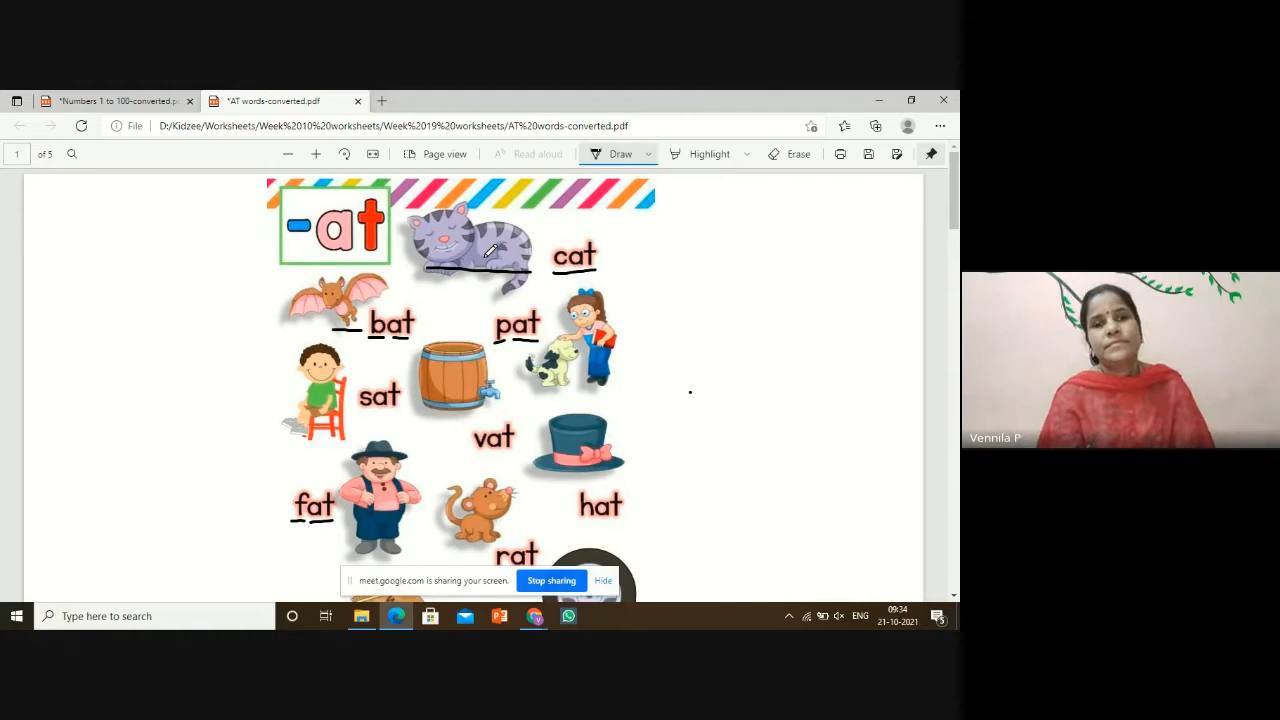 *Numbers 1 to 100-converted.p
*AT words-converted.pdf
File D:/Kidzee/Worksheets/Week%2010%20worksheets/Week%2019%20worksheets/AT%20words-converted.pdf
1 of 5 Page view Read aloud Draw Highlight Erase
-at
cat
bat
pat
sat
vat
fat
hat
rat
meet.google.com is sharing your screen. Stop sharing Hide
Type here to search
ENG
09:34
21-10-2021
5
Vennila P